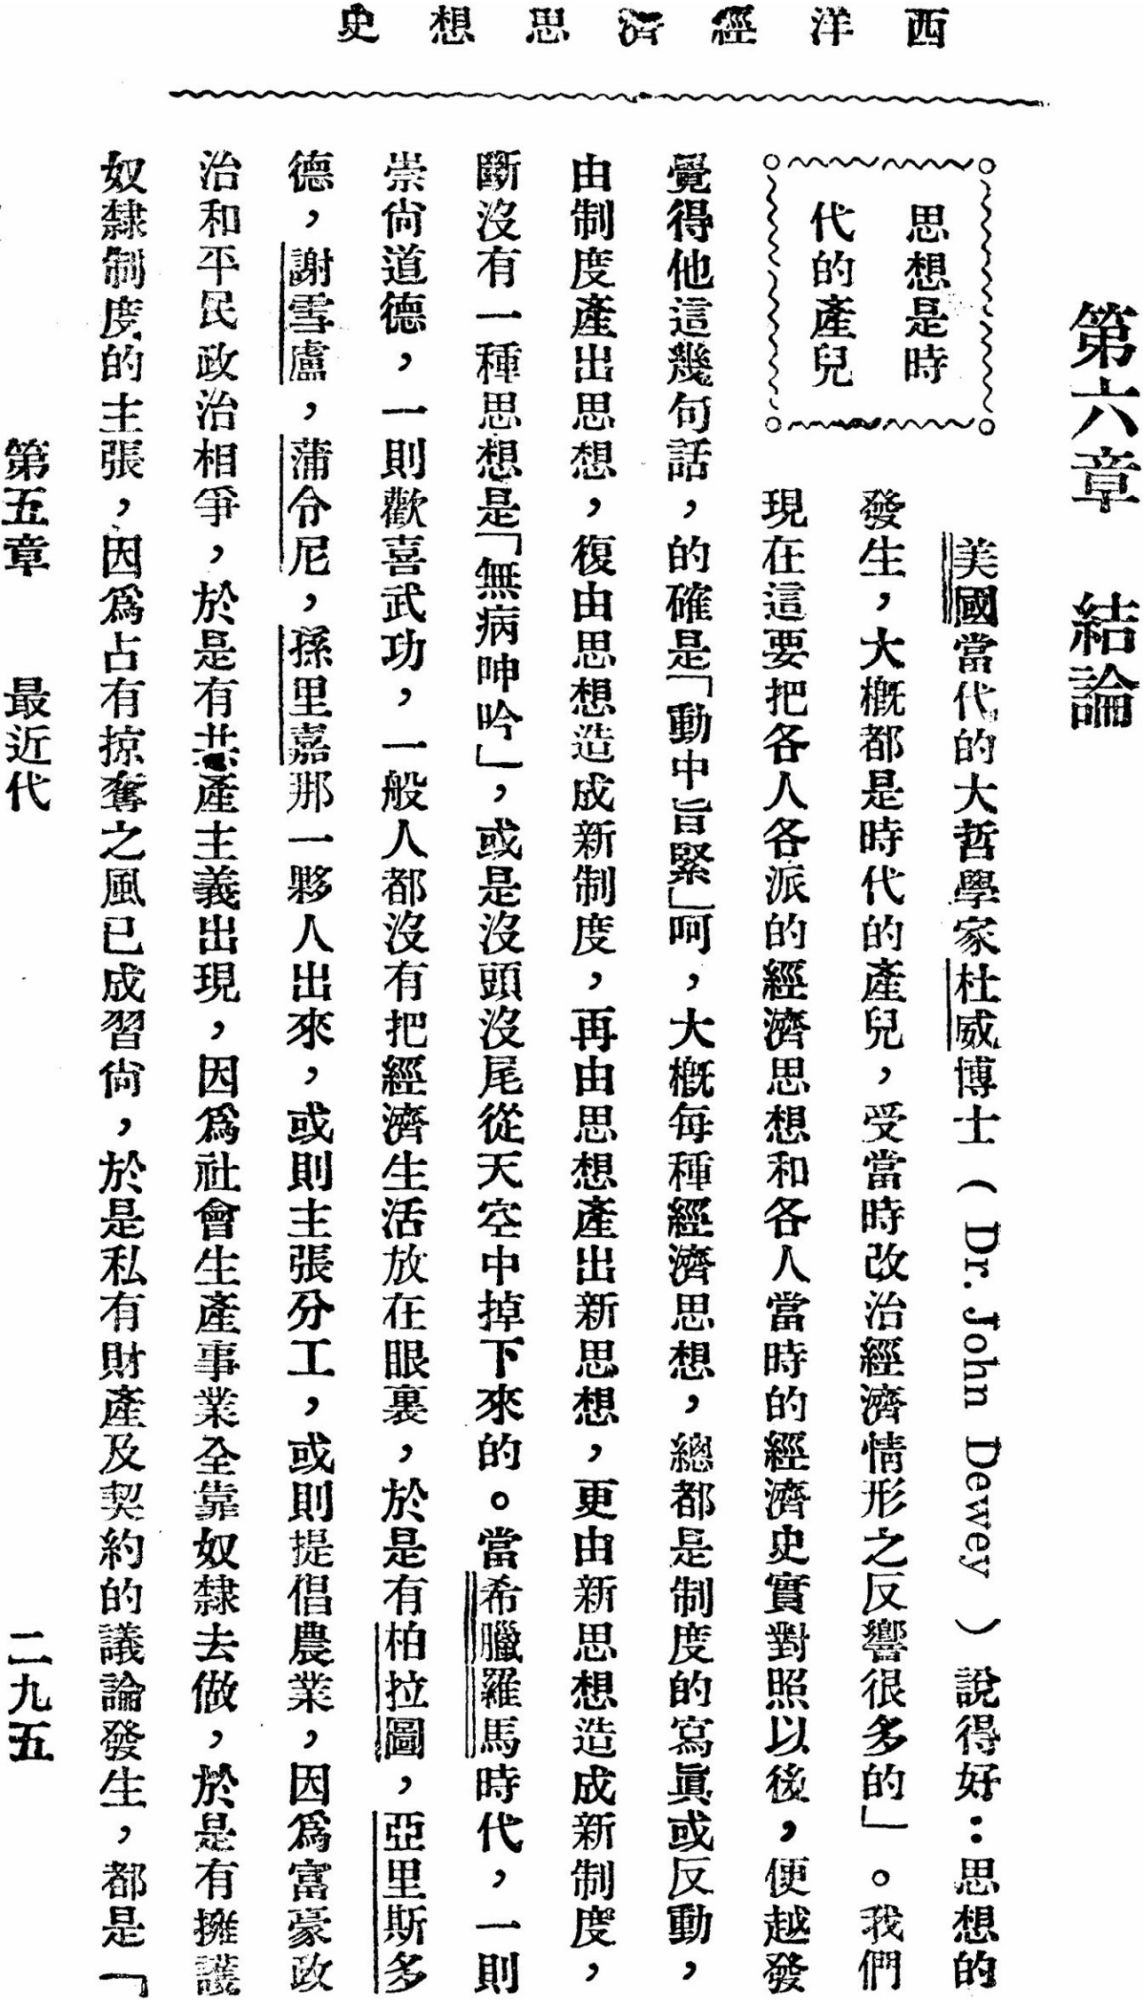 西洋經濟思想史
第六章 結論
思想是時
代的產兒
美國當代的大哲學家杜威博士（Dr. John Dewey）說得好：思想的
發生，大概都是時代的產兒，受當時改治經濟情形之反響很多的」。我們
現在這要把各人各派的經濟思想和各人當時的經濟史實對照以後，便越發
覺得他這幾句話，的確是「動中旨緊」呵，大概每種經濟思想，總都是制度的寫眞或反動，
由制度產出思想，復由思想造成新制度，再由思想產出新思想，更由新思想造成新制度，
斷沒有一種思想是「無病呻吟」，或是沒頭沒尾從天空中掉下來的。當希臘羅馬時代，一則
崇尙道德，一則歡喜武功，一般人都沒有把經濟生活放在眼裏，於是有柏拉圖，亞里斯多
德，謝雪盧，蒲令尼，孫里嘉那一夥人出來，或則主張分工，或則提倡農業，因爲富豪政
治和平民政治相爭，於是有共產主義出現，因爲社會生產事業全靠奴隸去做，於是有擁護
奴隸制度的主張，因爲占有掠奪之風已成習尙，於是私有財產及契約的議論發生，都是「
第五章 最近代 二九五